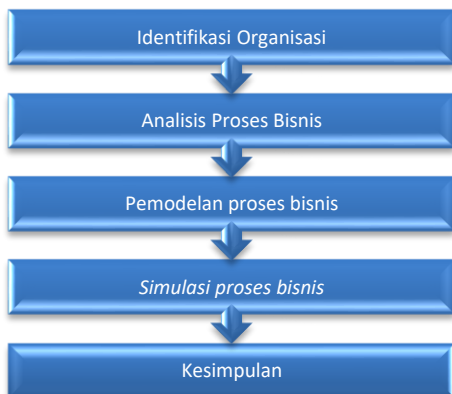 Identifikasi Organisasi
Analisis Proses Bisnis
Pemodelan proses bisnis
Simulasi proses bisnis
Kesimpulan